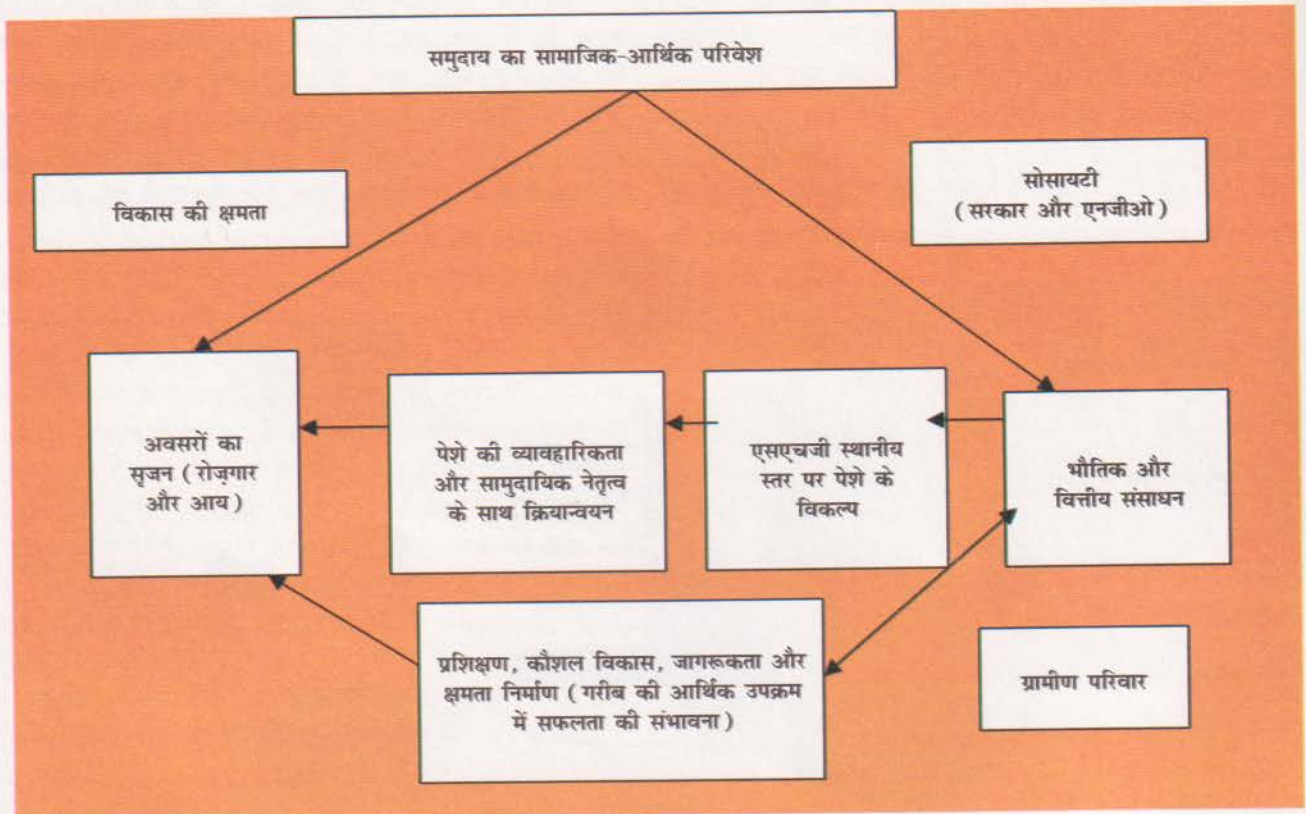 समुदाय का सामाजिक-आर्थिक परिवेश
विकास की क्षमता
सोसायटी
(सरकार और एनजीओ)
अवसरों का
सृजन (रोज़गार
और आय)
पेशे की व्यावहारिकता
और सामुदायिक नेतृत्व
के साथ क्रियान्वयन
एसएचजी स्थानीय
स्तर पर पेशे के
विकल्प
भौतिक और
वित्तीय संसाधन
प्रशिक्षण, कौशल विकास, जागरूकता और
क्षमता निर्माण (गरीब की आर्थिक उपक्रम
में सफलता की संभावना)
ग्रामीण परिवार